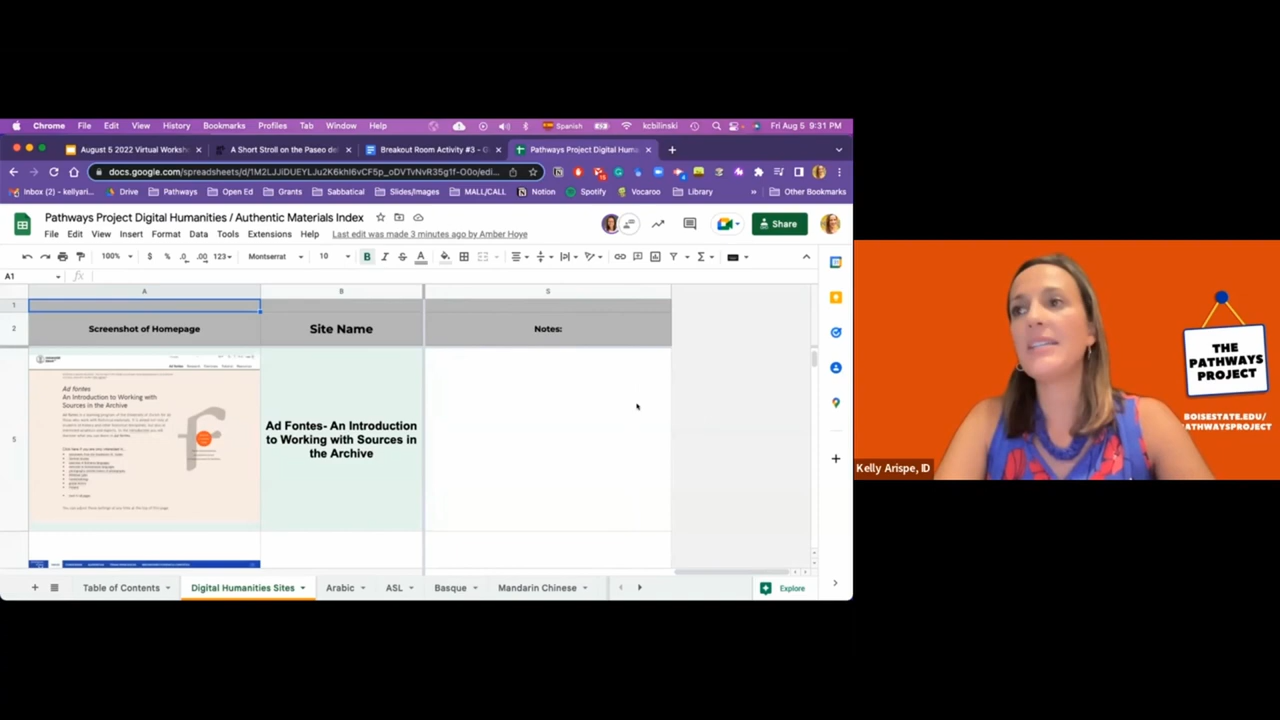 Chrome File Edit View History Bookmarks Profiles Tab Window Help Spanish kcbilinski Fri Aug 5 9:31 PM
August 5 2022 Virtual Worksh
A Short Stroll on the Paseo de
Breakout Room Activity #3 - G
Pathways Project Digital Huma
Inbox (2) - kellyari... Drive Pathways Open Ed Grants Sabbatical Slides/Images MALL/CALL Notion Spotify Vocaroo Library Other Bookmarks
Pathways Project Digital Humanities / Authentic Materials Index
Share
File Edit View Insert Format Data Tools Extensions Help Last edit was made 3 minutes ago by Amber Hoye
100% $ % .0 .00 123 Montserrat 10 B I S A
A1 fx
A B S
1
2 Screenshot of Homepage Site Name Notes:
Ad fontes
An Introduction to Working with
Sources in the Archive
5
Ad Fontes- An Introduction
to Working with Sources in
the Archive
Table of Contents Digital Humanities Sites Arabic ASL Basque Mandarin Chinese Explore
THE
PATHWAYS
PROJECT
BOISESTATE.EDU/
PATHWAYSPROJECT
Kelly Arispe, ID